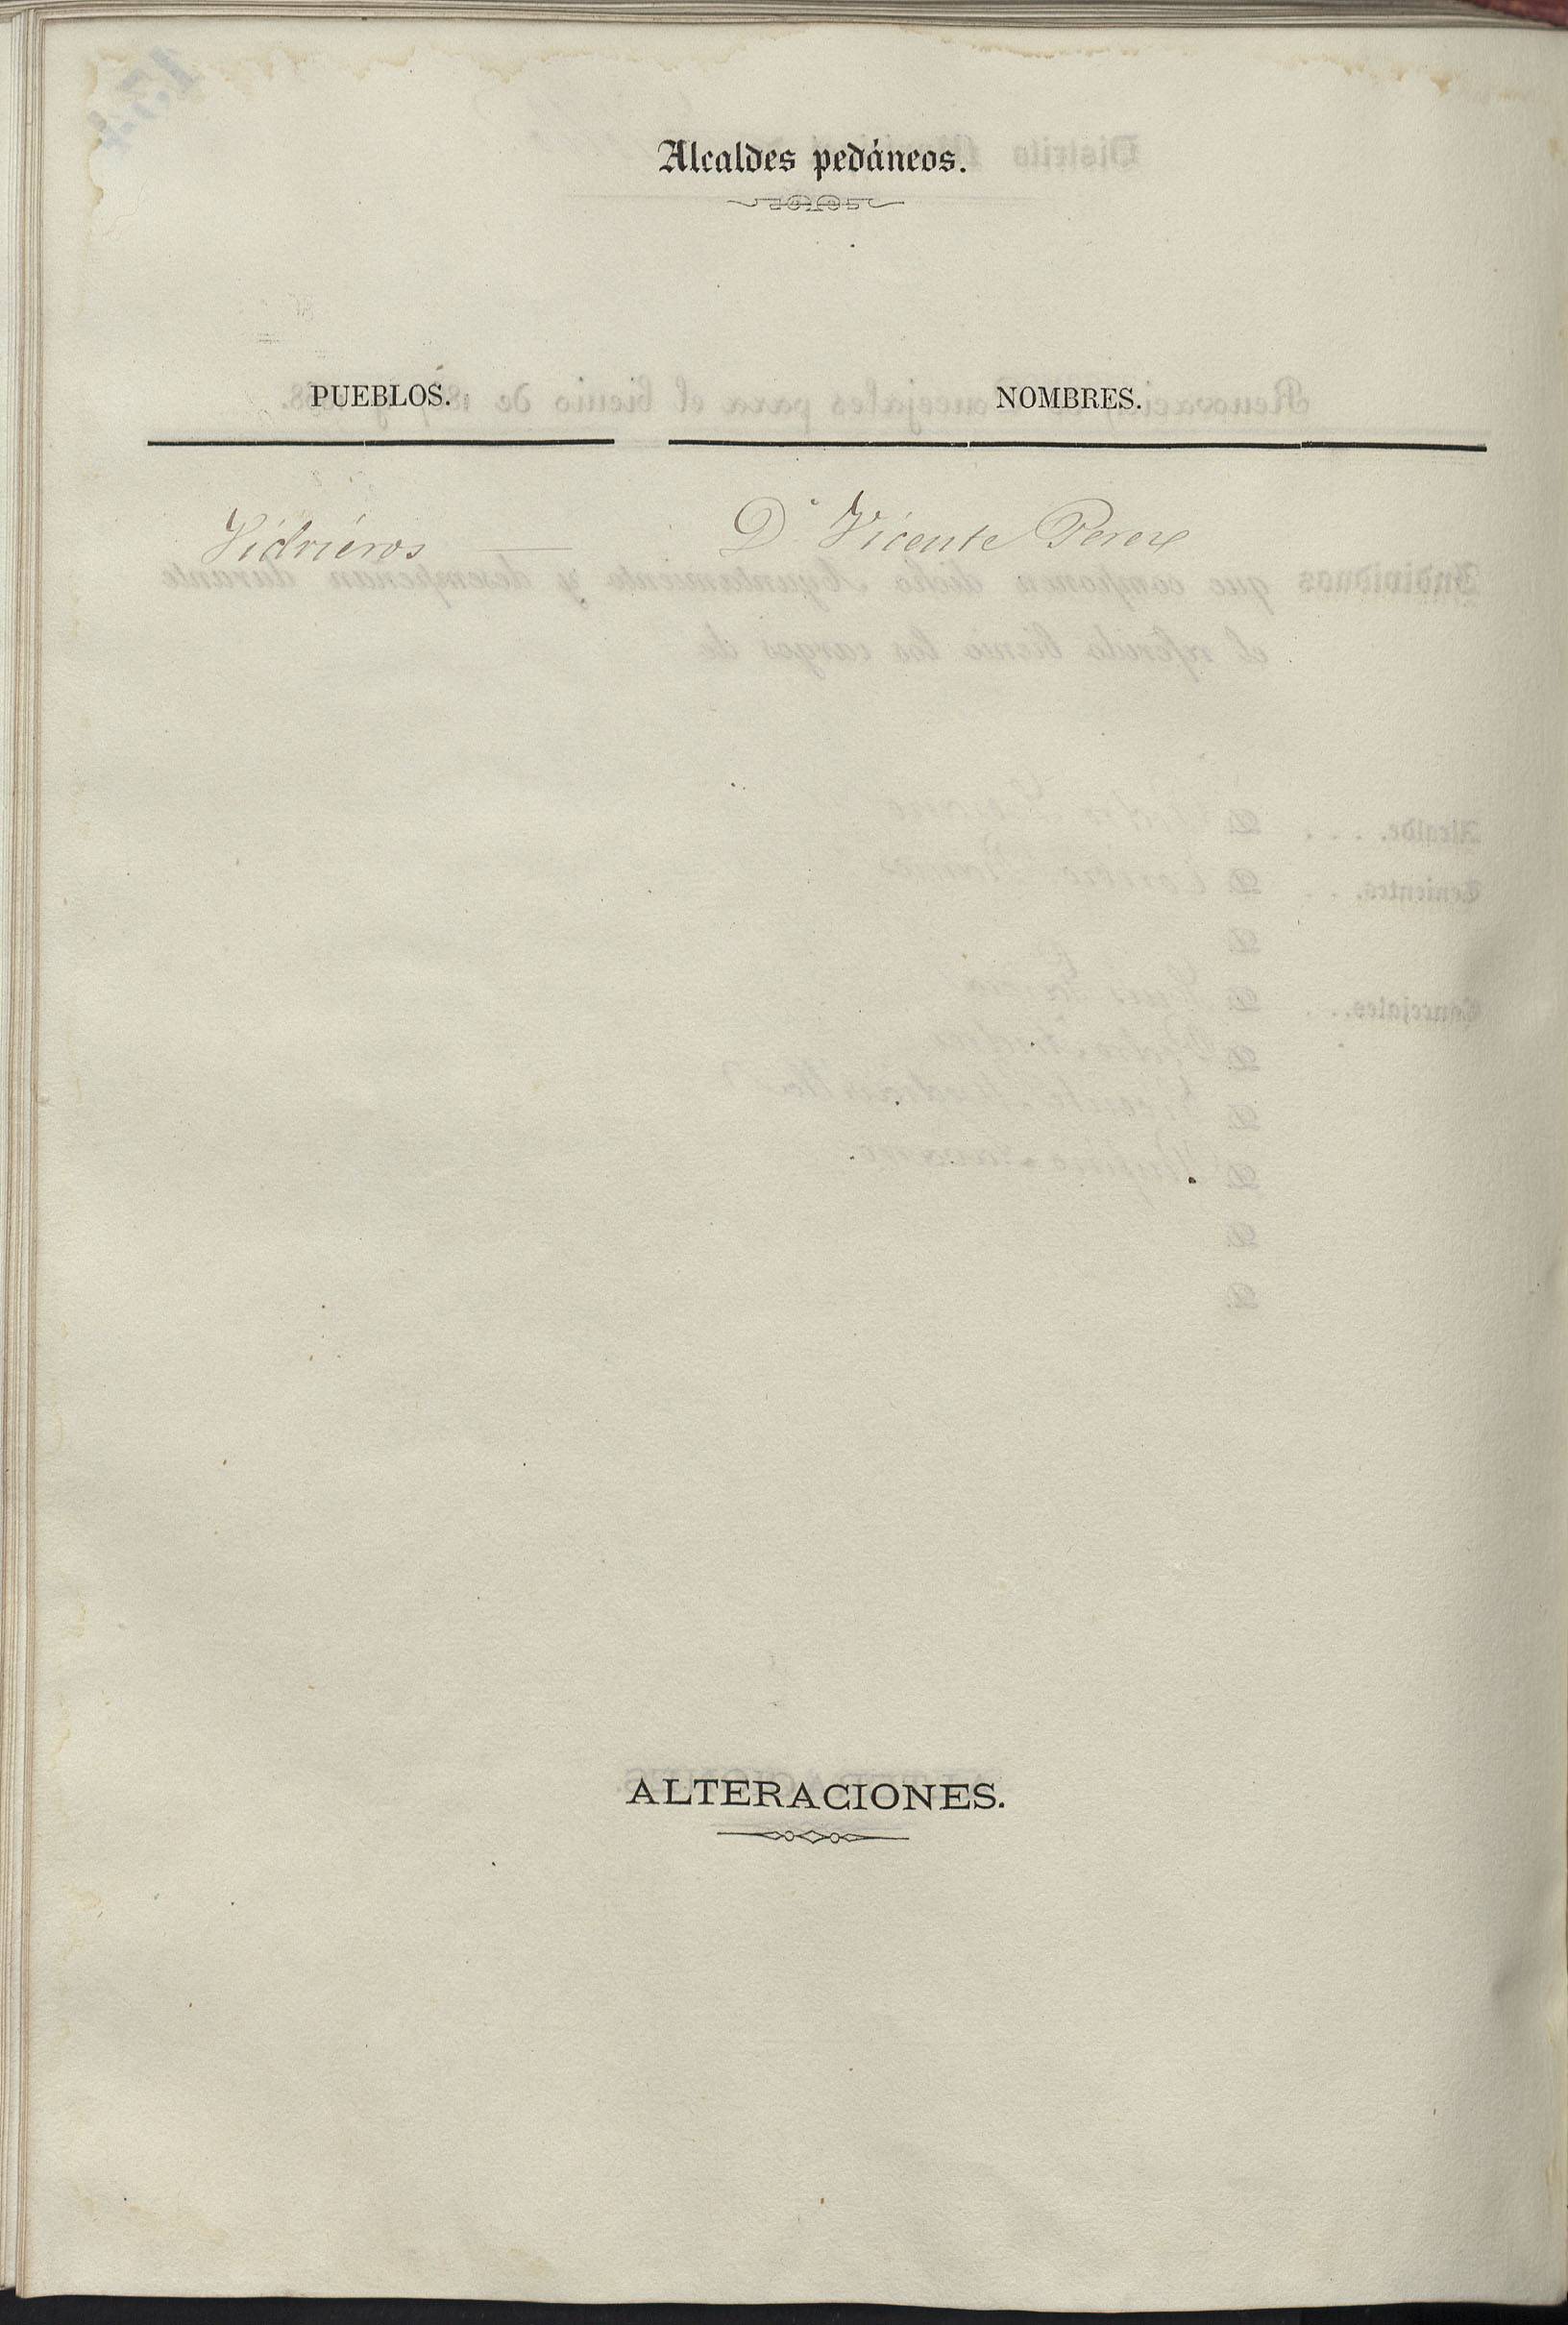 Alcaldes pedáneos.
PUEBLOS. NOMBRES.
Vidrieros — D.n Vicente Perez
ALTERACIONES.